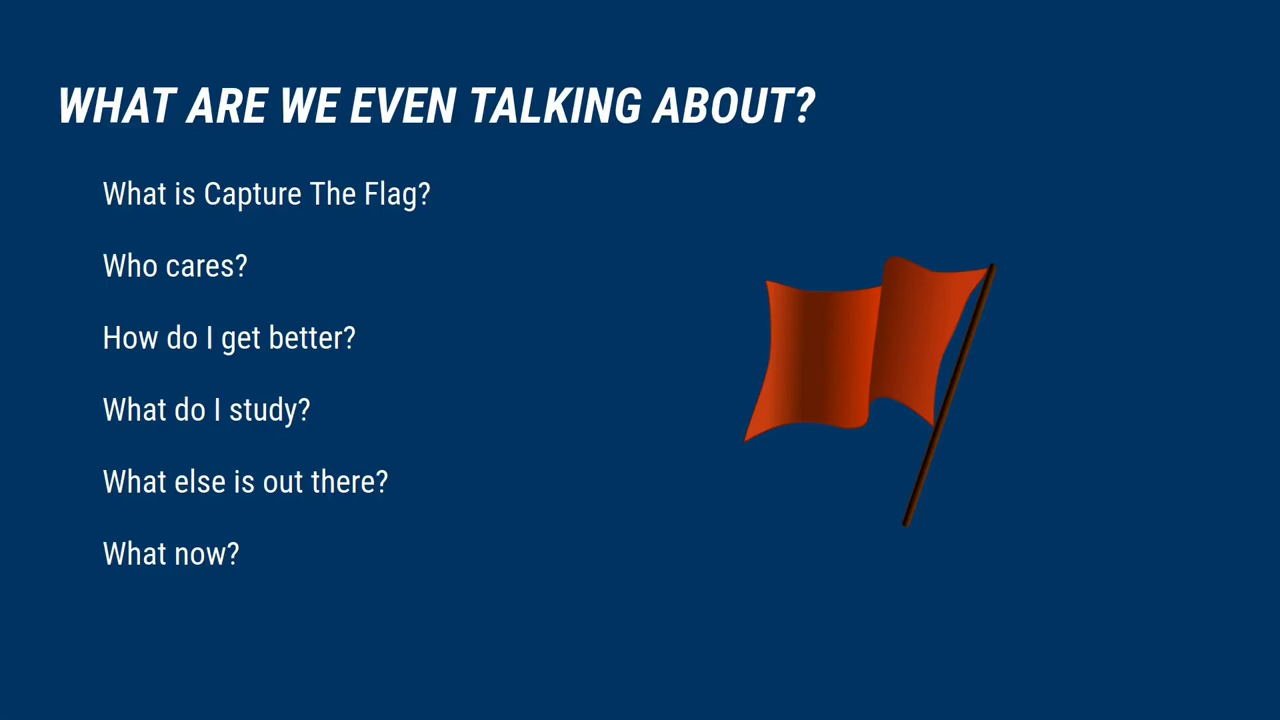 WHAT ARE WE EVEN TALKING ABOUT?
What is Capture The Flag?
Who cares?
How do I get better?
What do I study?
What else is out there?
What now?